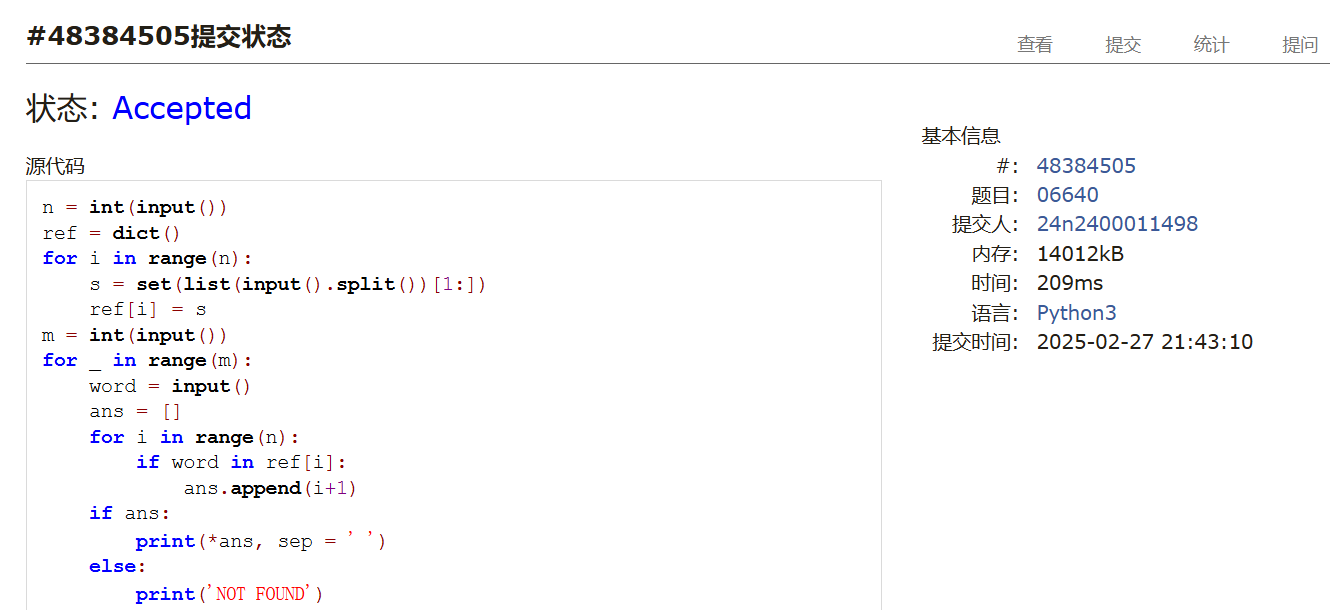 #48384505提交状态
查看 提交 统计 提问
状态: Accepted
源代码
n = int(input())
ref = dict()
for i in range(n):
    s = set(list(input().split())[1:])
    ref[i] = s
m = int(input())
for _ in range(m):
    word = input()
    ans = []
    for i in range(n):
        if word in ref[i]:
            ans.append(i+1)
    if ans:
        print(*ans, sep = ' ')
    else:
        print('NOT FOUND')
基本信息
#: 48384505
题目: 06640
提交人: 24n2400011498
内存: 14012kB
时间: 209ms
语言: Python3
提交时间: 2025-02-27 21:43:10